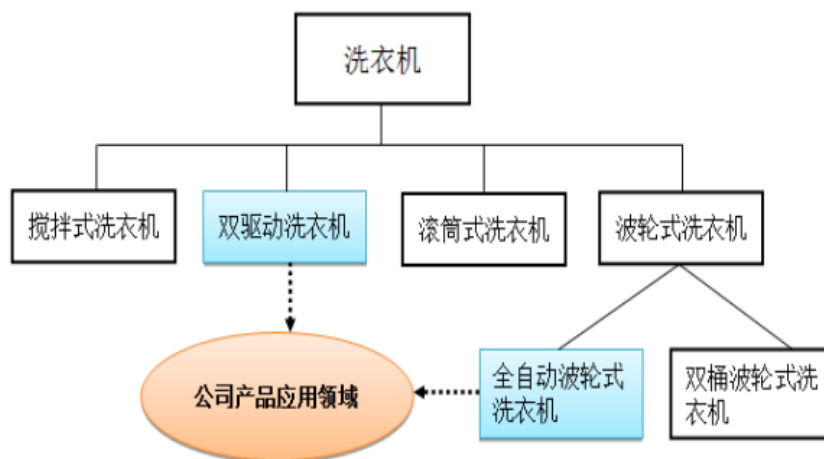 洗衣机
搅拌式洗衣机
双驱动洗衣机
滚筒式洗衣机
波轮式洗衣机
公司产品应用领域
全自动波轮式
洗衣机
双桶波轮式洗
衣机